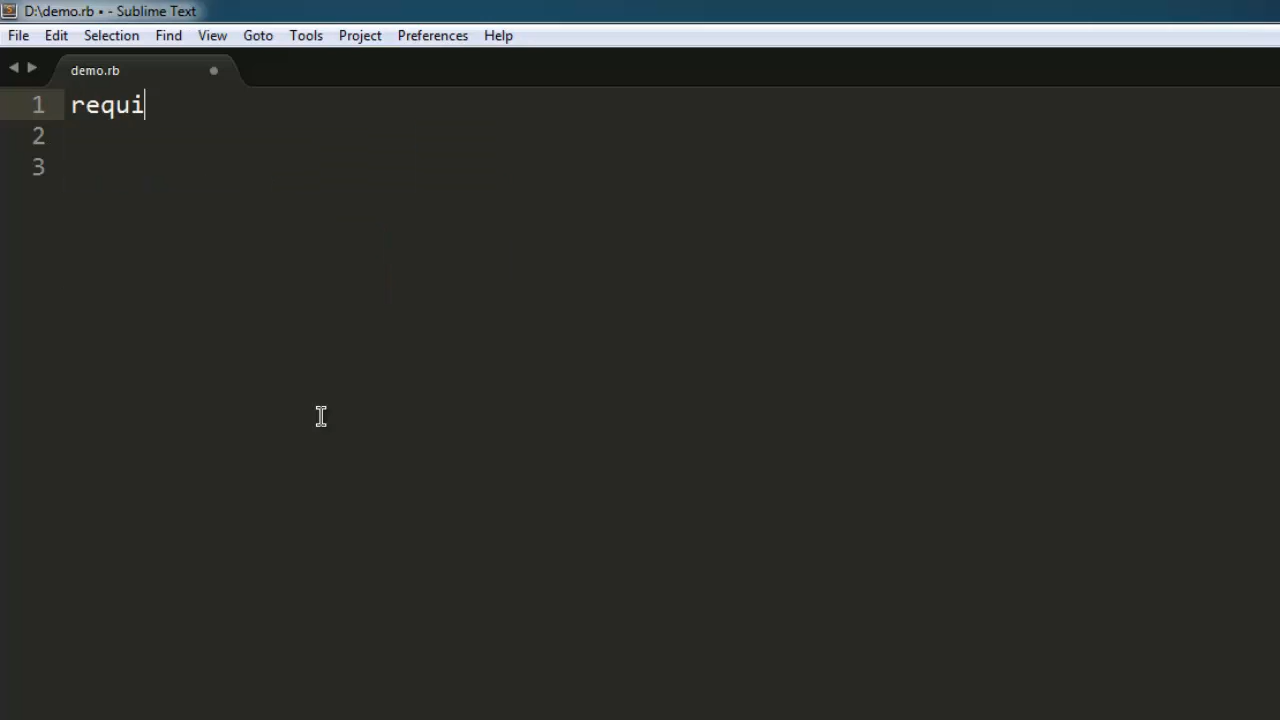 D:\demo.rb • - Sublime Text
File Edit Selection Find View Goto Tools Project Preferences Help
demo.rb
1 requi
2
3